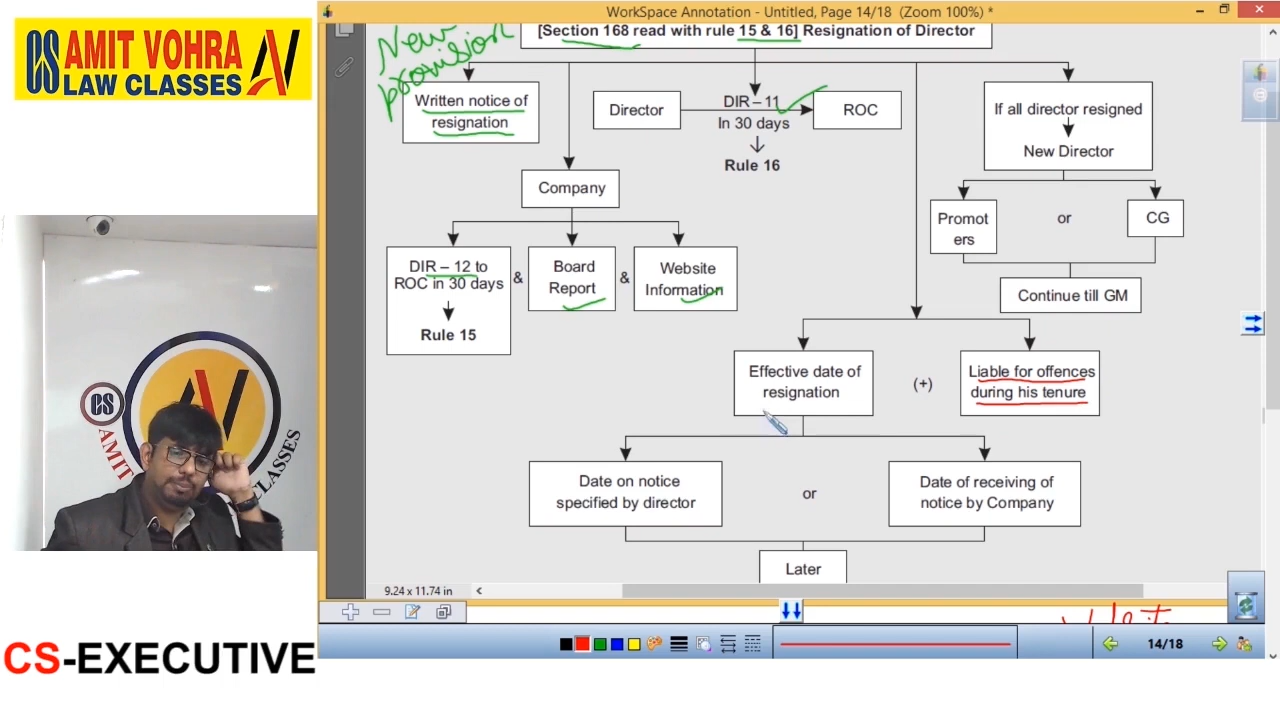 WorkSpace Annotation - Untitled, Page 14/18 (Zoom 100%) *
CS AMIT VOHRA
LAW CLASSES
New
provision
[Section 168 read with rule 15 & 16] Resignation of Director
Written notice of
resignation
Director
DIR – 11
In 30 days
Rule 16
ROC
If all director resigned
New Director
Company
Promot
ers
or
CG
DIR – 12 to
ROC in 30 days
Rule 15
&
Board
Report
&
Website
Information
Continue till GM
Effective date of
resignation
(+)
Liable for offences
during his tenure
Date on notice
specified by director
or
Date of receiving of
notice by Company
Later
CS
AMIT
CLASSES
9.24 x 11.74 in
14/18
CS-EXECUTIVE